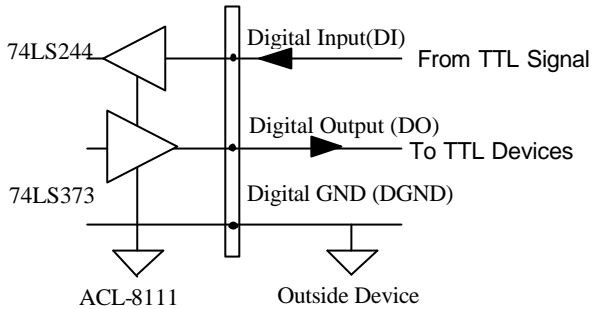 Digital Input(DI)
74LS244
From TTL Signal
Digital Output (DO)
To TTL Devices
74LS373
Digital GND (DGND)
ACL-8111
Outside Device